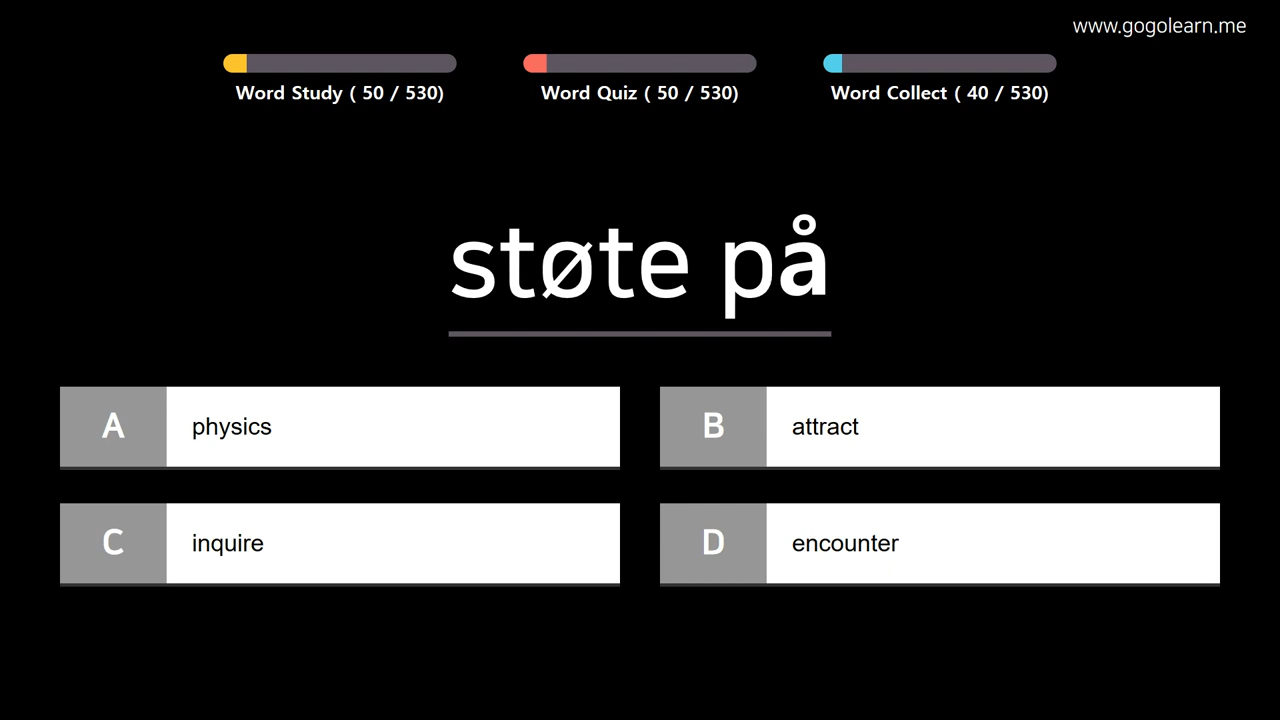 www.gogolearn.me
Word Study ( 50 / 530)
Word Quiz ( 50 / 530)
Word Collect ( 40 / 530)
støte på
A physics
B attract
C inquire
D encounter